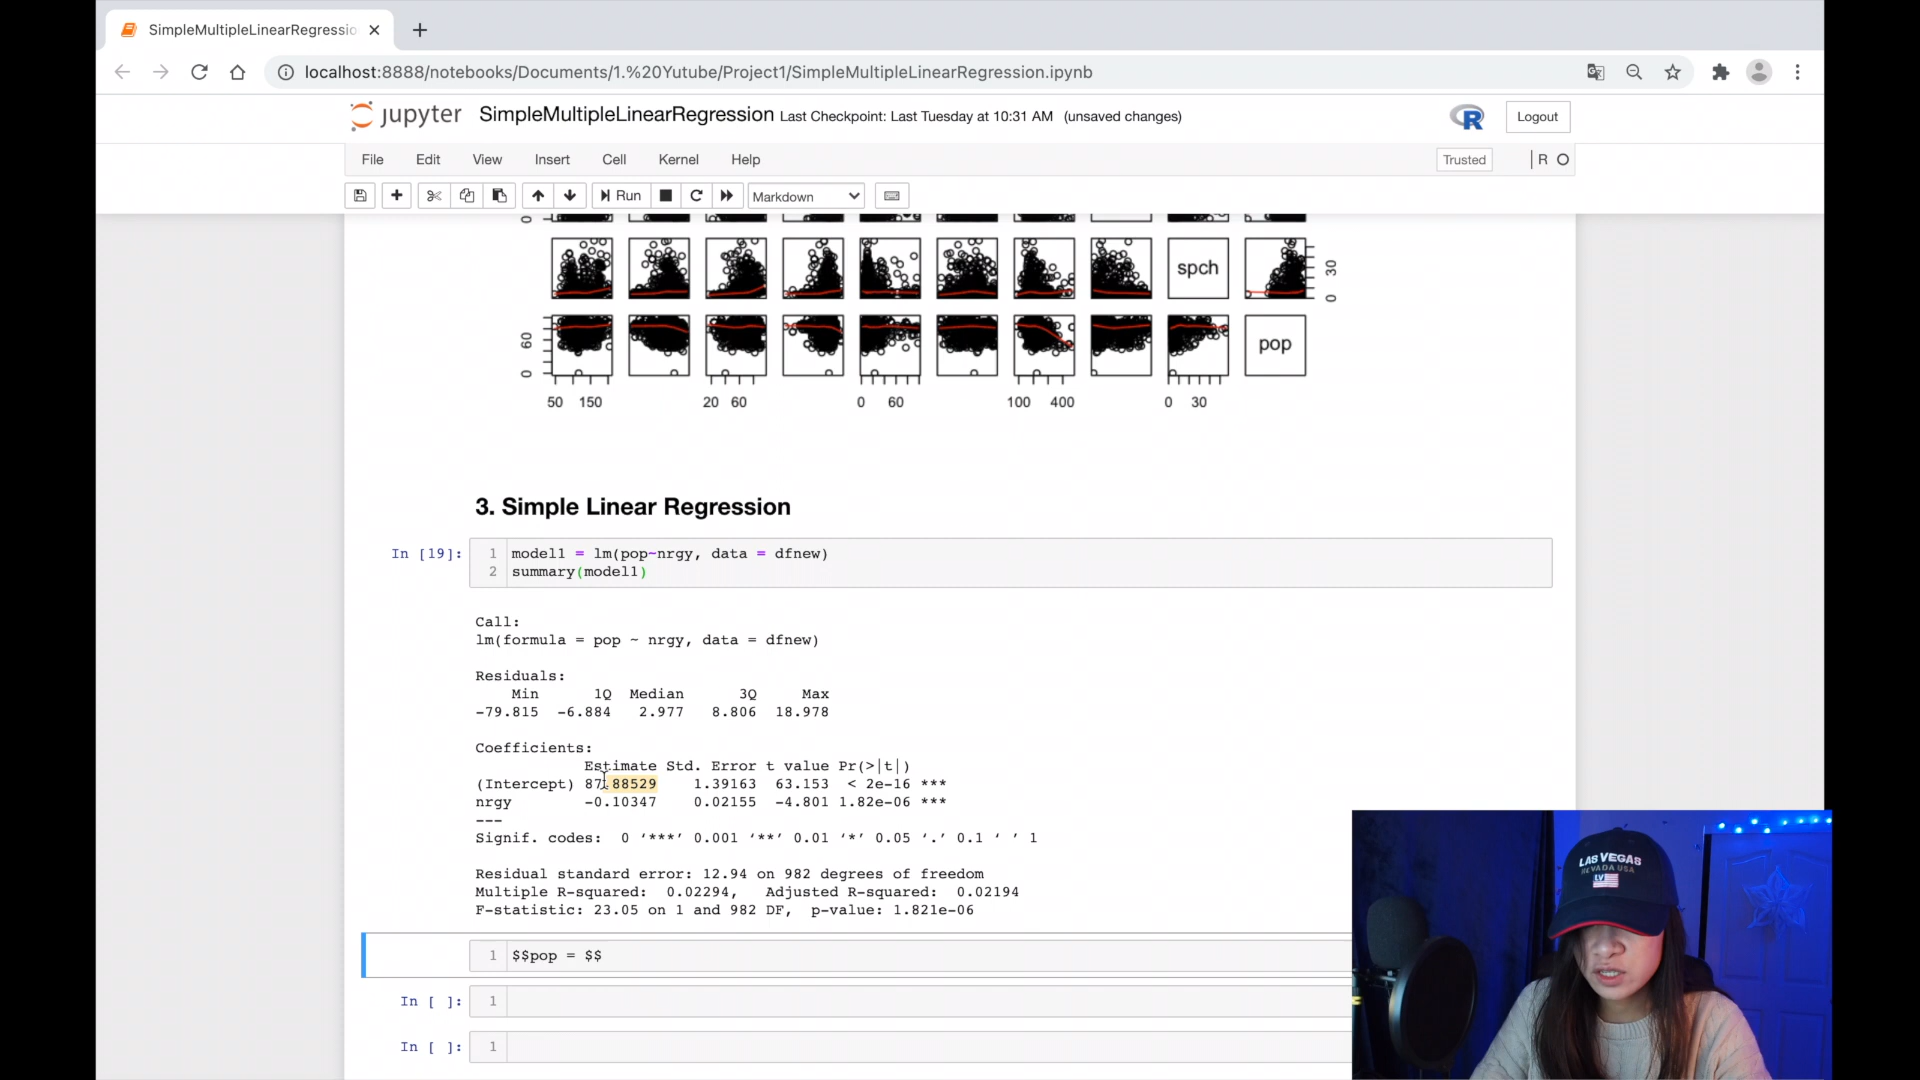 SimpleMultipleLinearRegressio
localhost:8888/notebooks/Documents/1.%20Yutube/Project1/SimpleMultipleLinearRegression.ipynb
jupyter SimpleMultipleLinearRegression Last Checkpoint: Last Tuesday at 10:31 AM (unsaved changes)
R
Logout
File Edit View Insert Cell Kernel Help
Trusted
R
Run
Markdown
0
spch
0 30
0 60
pop
50 150 20 60 0 60 100 400 0 30
3. Simple Linear Regression
In [19]:
1 model1 = lm(pop~nrgy, data = dfnew)
2 summary(model1)
Call:
lm(formula = pop ~ nrgy, data = dfnew)
Residuals:
Min 1Q Median 3Q Max
-79.815 -6.884 2.977 8.806 18.978
Coefficients:
Estimate Std. Error t value Pr(>|t|)
(Intercept) 87.88529 1.39163 63.153 < 2e-16 ***
nrgy -0.10347 0.02155 -4.801 1.82e-06 ***
---
Signif. codes: 0 ‘***’ 0.001 ‘**’ 0.01 ‘*’ 0.05 ‘.’ 0.1 ‘ ’ 1
Residual standard error: 12.94 on 982 degrees of freedom
Multiple R-squared: 0.02294, Adjusted R-squared: 0.02194
F-statistic: 23.05 on 1 and 982 DF, p-value: 1.821e-06
1 $$pop = $$
In [ ]: 1
In [ ]: 1
LAS VEGAS
NEVADA USA
LV